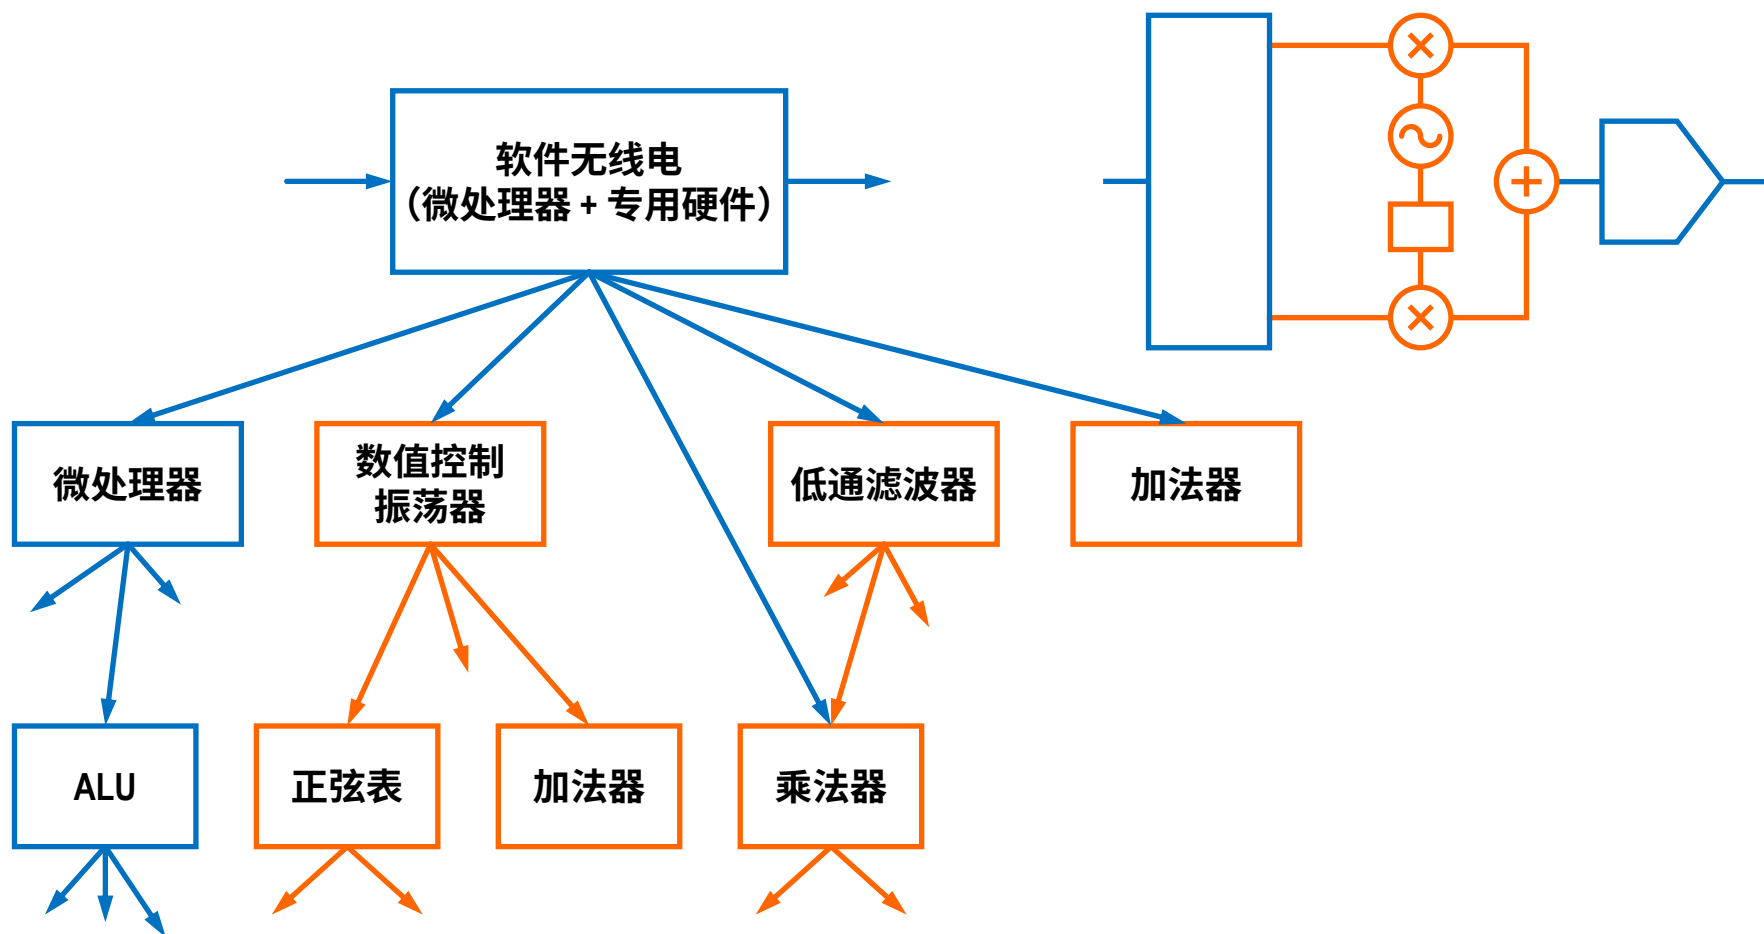 软件无线电
（微处理器 + 专用硬件）
微处理器
数值控制
振荡器
低通滤波器
加法器
ALU
正弦表
加法器
乘法器